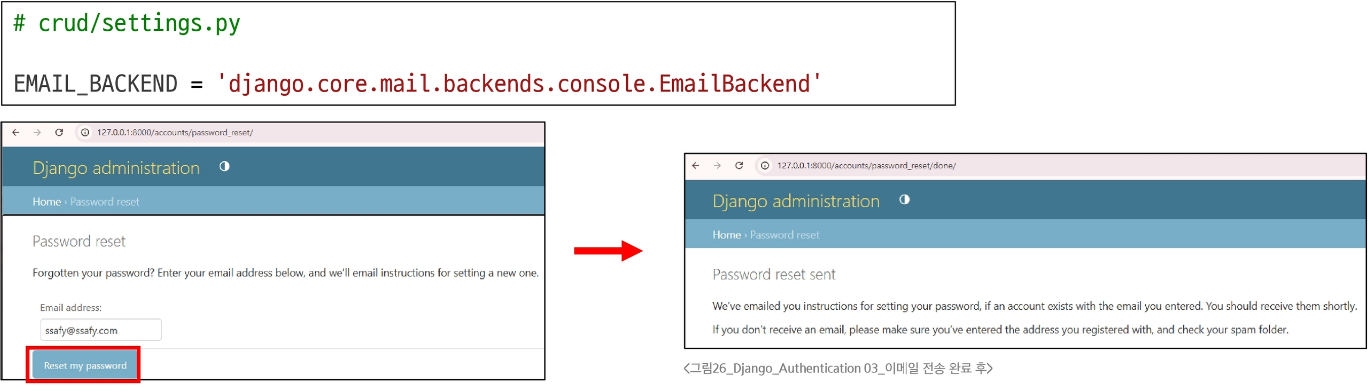 # crud/settings.py
EMAIL_BACKEND = 'django.core.mail.backends.console.EmailBackend'
127.0.0.1:8000/accounts/password_reset/
Django administration
Home › Password reset
Password reset
Forgotten your password? Enter your email address below, and we'll email instructions for setting a new one.
Email address:
ssafy@ssafy.com
Reset my password
127.0.0.1:8000/accounts/password_reset/done/
Django administration
Home › Password reset
Password reset sent
We've emailed you instructions for setting your password, if an account exists with the email you entered. You should receive them shortly.
If you don't receive an email, please make sure you've entered the address you registered with, and check your spam folder.
<그림26_Django_Authentication 03_이메일 전송 완료 후>